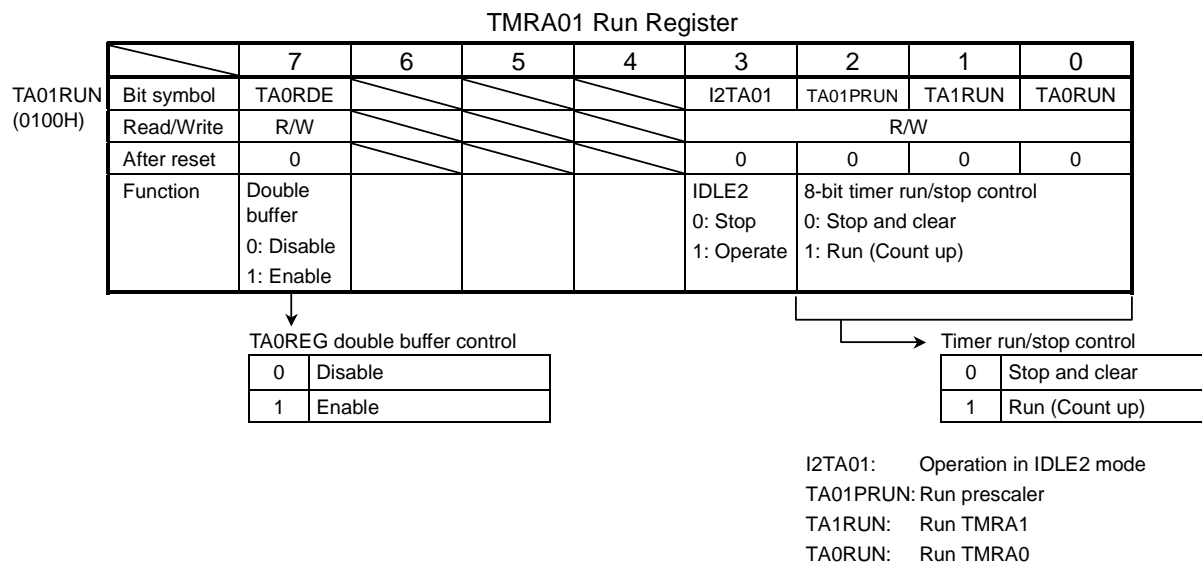 TMRA01 Run Register
7 6 5 4 3 2 1 0
TA01RUN Bit symbol TA0RDE I2TA01 TA01PRUN TA1RUN TA0RUN
(0100H) Read/Write R/W R/W
After reset 0 0 0 0 0
Function Double IDLE2 8-bit timer run/stop control
buffer 0: Stop 0: Stop and clear
0: Disable 1: Operate 1: Run (Count up)
1: Enable
TA0REG double buffer control Timer run/stop control
0 Disable 0 Stop and clear
1 Enable 1 Run (Count up)
I2TA01: Operation in IDLE2 mode
TA01PRUN: Run prescaler
TA1RUN: Run TMRA1
TA0RUN: Run TMRA0